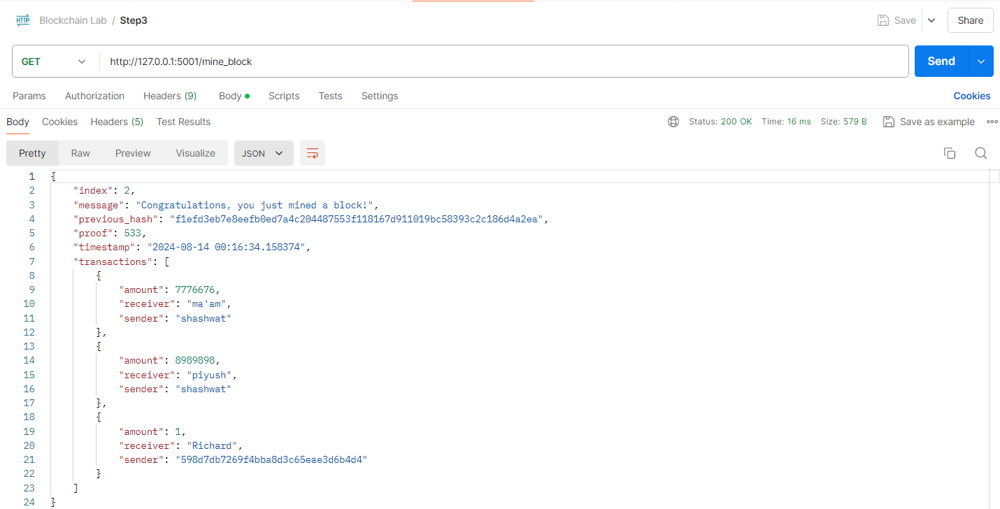 HTTP Blockchain Lab / Step3 Save Share
GET http://127.0.0.1:5001/mine_block Send
Params Authorization Headers (9) Body Scripts Tests Settings Cookies
Body Cookies Headers (5) Test Results Status: 200 OK Time: 16 ms Size: 579 B Save as example
Pretty Raw Preview Visualize JSON
1 {
2 "index": 2,
3 "message": "Congratulations, you just mined a block!",
4 "previous_hash": "f1efd3eb7e8eefb0ed7a4c204487553f118167d911019bc58393c2c186d4a2ea",
5 "proof": 533,
6 "timestamp": "2024-08-14 00:16:34.158374",
7 "transactions": [
8 {
9 "amount": 7776676,
10 "receiver": "ma'am",
11 "sender": "shashwat"
12 },
13 {
14 "amount": 8989898,
15 "receiver": "piyush",
16 "sender": "shashwat"
17 },
18 {
19 "amount": 1,
20 "receiver": "Richard",
21 "sender": "598d7db7269f4bba8d3c65eae3d6b4d4"
22 }
23 ]
24 }